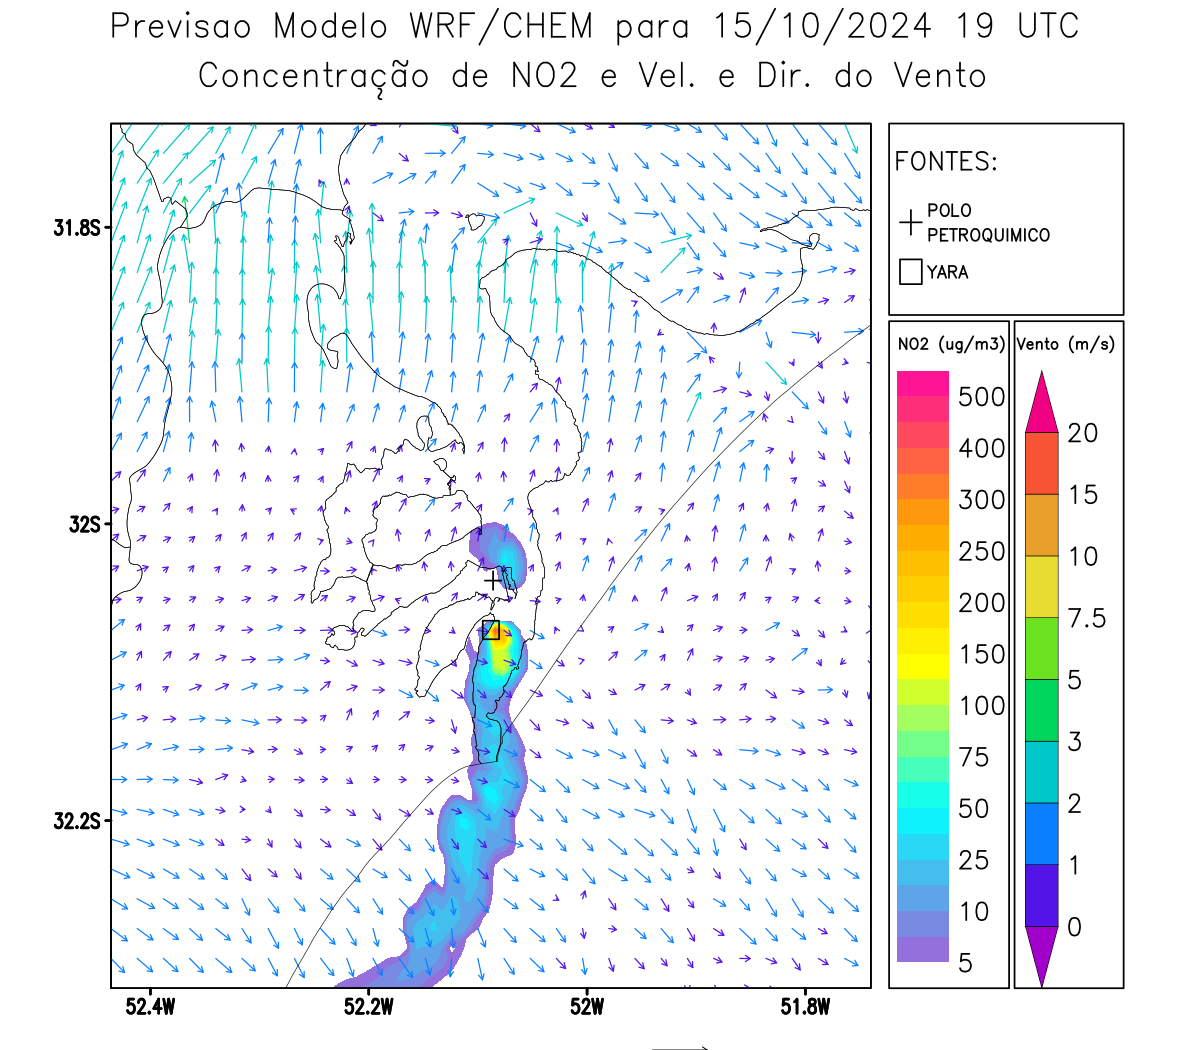 Previsao Modelo WRF/CHEM para 15/10/2024 19 UTC
Concentração de NO2 e Vel. e Dir. do Vento
FONTES:
POLO
PETROQUIMICO
YARA
31.8S
32S
32.2S
52.4W
52.2W
52W
51.8W
NO2 (ug/m3)
500
400
300
250
200
150
100
75
50
25
10
5
Vento (m/s)
20
15
10
7.5
5
3
2
1
0